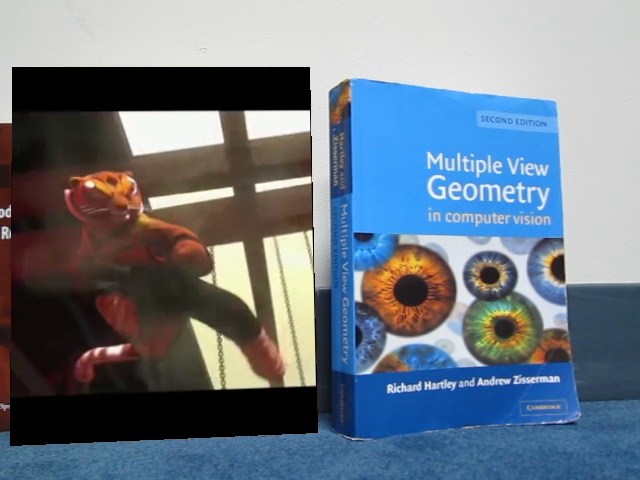 SECOND EDITION
Multiple View
Geometry
in computer vision
Richard Hartley and Andrew Zisserman
CAMBRIDGE
Hartley and
Zisserman
Multiple View Geometry